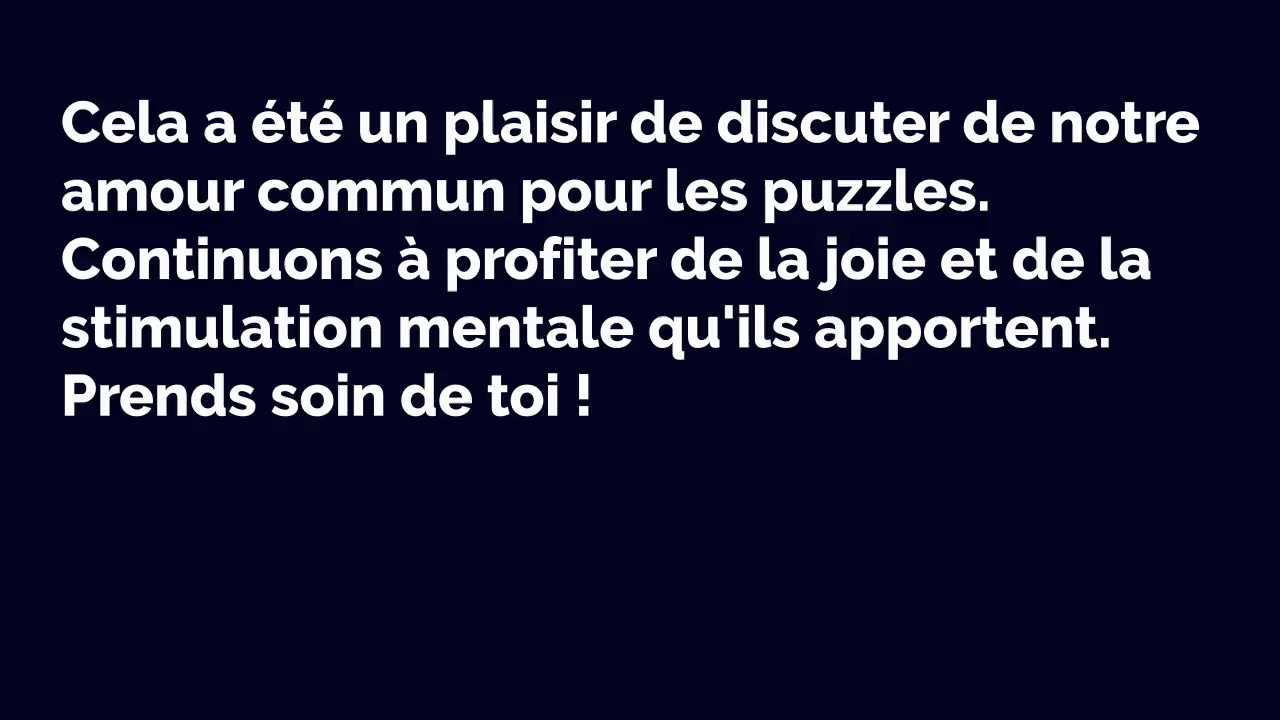 Cela a été un plaisir de discuter de notre
amour commun pour les puzzles.
Continuons à profiter de la joie et de la
stimulation mentale qu'ils apportent.
Prends soin de toi !